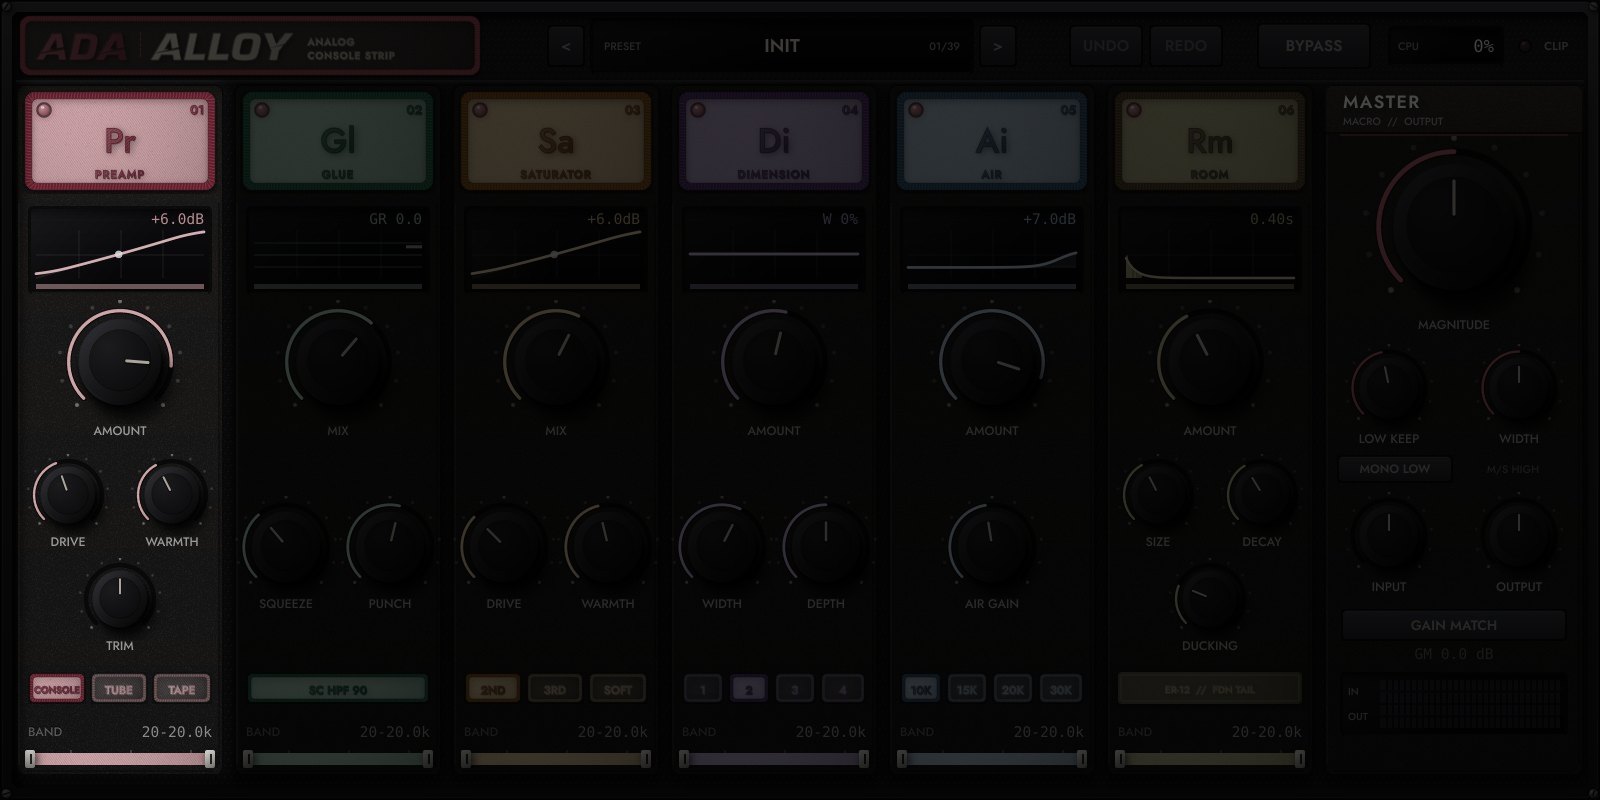 ADA ALLOY ANALOG CONSOLE STRIP
< PRESET INIT 01/39 >
UNDO REDO BYPASS CPU 0% CLIP
01
Pr
PREAMP
+6.0dB
AMOUNT
DRIVE WARMTH
TRIM
CONSOLE TUBE TAPE
BAND 20-20.0k
02
Gl
GLUE
GR 0.0
MIX
SQUEEZE PUNCH
SC HPF 90
BAND 20-20.0k
03
Sa
SATURATOR
+6.0dB
MIX
DRIVE WARMTH
2ND 3RD SOFT
BAND 20-20.0k
04
Di
DIMENSION
W 0%
AMOUNT
WIDTH DEPTH
1 2 3 4
BAND 20-20.0k
05
Ai
AIR
+7.0dB
AMOUNT
AIR GAIN
10K 15K 20K 30K
BAND 20-20.0k
06
Rm
ROOM
0.40s
AMOUNT
SIZE DECAY
DUCKING
ER-12 // FDN TAIL
BAND 20-20.0k
MASTER
MACRO // OUTPUT
MAGNITUDE
LOW KEEP WIDTH
MONO LOW M/S HIGH
INPUT OUTPUT
GAIN MATCH
GM 0.0 dB
IN
OUT